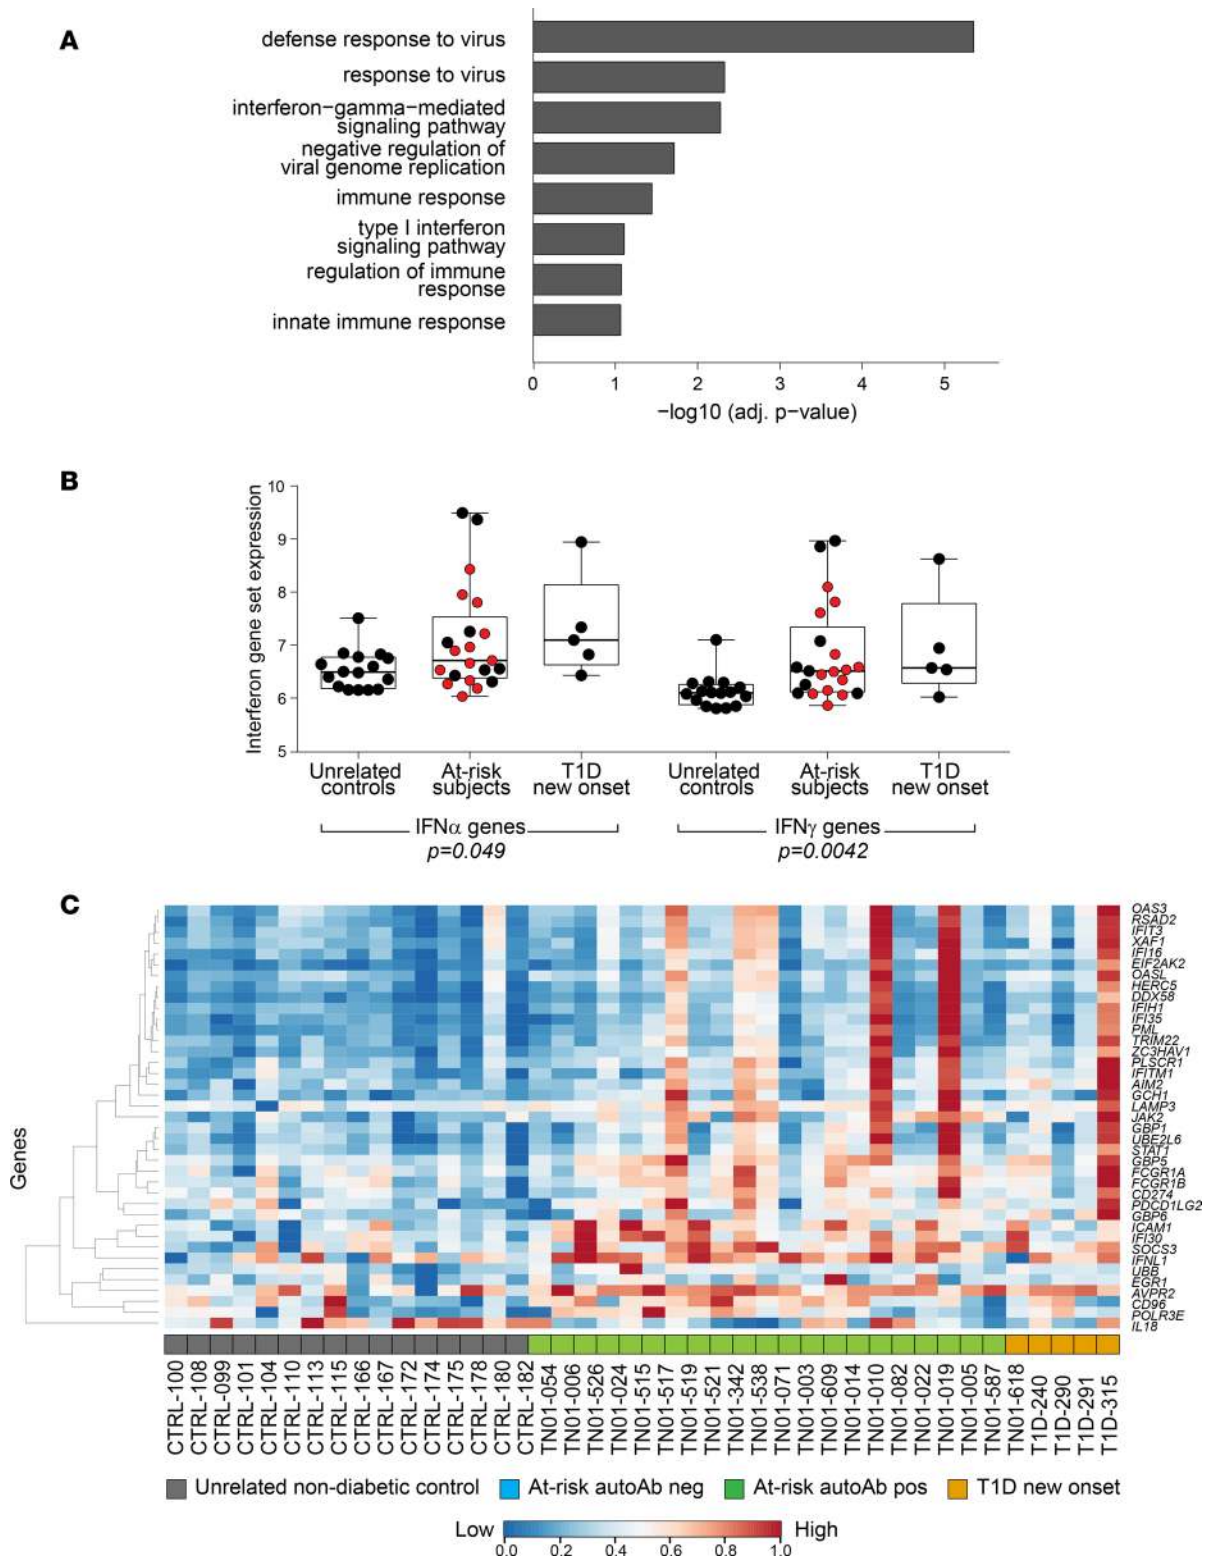 A
defense response to virus
response to virus
interferon−gamma−mediated
signaling pathway
negative regulation of
viral genome replication
immune response
type I interferon
signaling pathway
regulation of immune
response
innate immune response
0 1 2 3 4 5
−log10 (adj. p−value)
B
Interferon gene set expression
10
9
8
7
6
5
Unrelated
controls
At-risk
subjects
T1D
new onset
Unrelated
controls
At-risk
subjects
T1D
new onset
IFNα genes
p=0.049
IFNγ genes
p=0.0042
C
Genes
OAS3
RSAD2
IFIT3
XAF1
IFI16
EIF2AK2
OASL
HERC5
DDX58
IFIH1
IFI35
PML
TRIM22
ZC3HAV1
PLSCR1
IFITM1
AIM2
GCH1
LAMP3
JAK2
GBP1
UBE2L6
STAT1
GBP5
FCGR1A
FCGR1B
CD274
PDCD1LG2
GBP6
ICAM1
IFI30
SOCS3
IFNL1
UBB
EGR1
AVPR2
CD96
POLR3E
IL18
CTRL-100
CTRL-108
CTRL-099
CTRL-101
CTRL-104
CTRL-110
CTRL-113
CTRL-115
CTRL-166
CTRL-167
CTRL-172
CTRL-174
CTRL-175
CTRL-178
CTRL-180
CTRL-182
TN01-054
TN01-006
TN01-526
TN01-024
TN01-515
TN01-517
TN01-519
TN01-521
TN01-342
TN01-538
TN01-071
TN01-003
TN01-609
TN01-014
TN01-010
TN01-082
TN01-022
TN01-019
TN01-005
TN01-587
TN01-618
T1D-240
T1D-290
T1D-291
T1D-315
Unrelated non-diabetic control
At-risk autoAb neg
At-risk autoAb pos
T1D new onset
Low
High
0.0 0.2 0.4 0.6 0.8 1.0